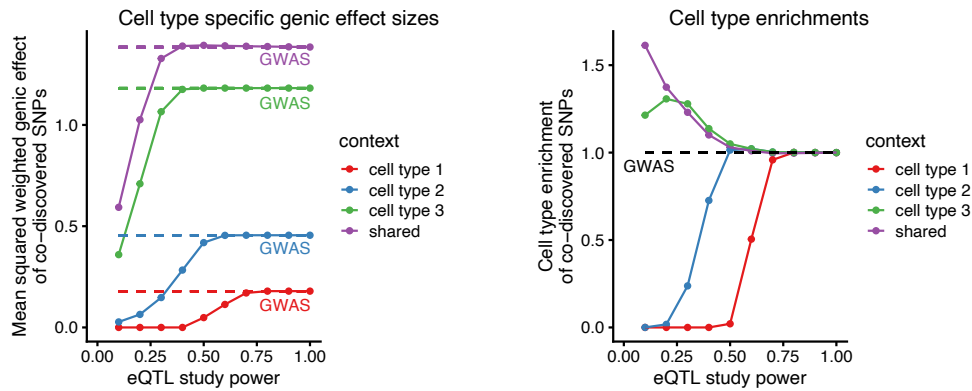 Cell type specific genic effect sizes
Mean squared weighted genic effect
of co−discovered SNPs
1.0
0.5
0.0
GWAS
GWAS
GWAS
GWAS
0.00 0.25 0.50 0.75 1.00
eQTL study power
context
cell type 1
cell type 2
cell type 3
shared
Cell type enrichments
Cell type enrichment
of co−discovered SNPs
1.5
1.0
0.5
0.0
GWAS
0.00 0.25 0.50 0.75 1.00
eQTL study power
context
cell type 1
cell type 2
cell type 3
shared